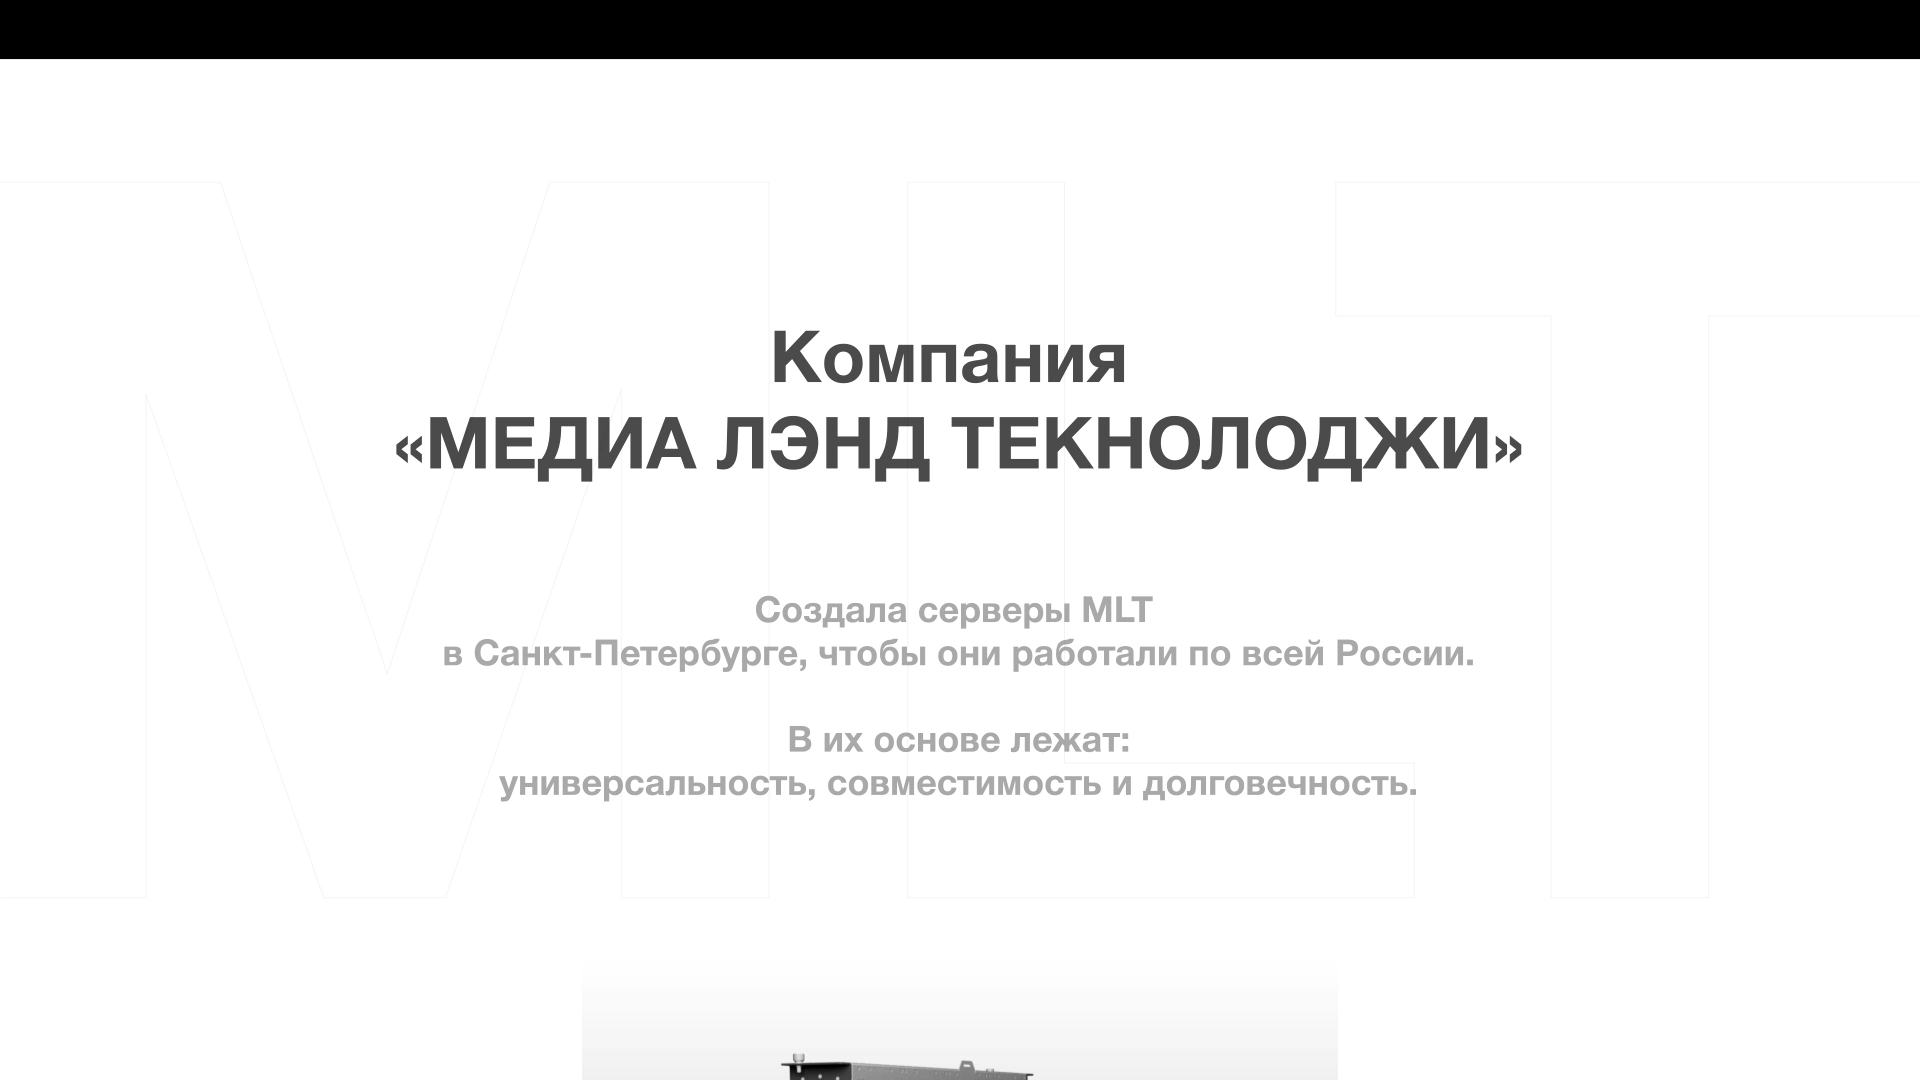 MLT
Компания
«МЕДИА ЛЭНД ТЕКНОЛОДЖИ»
Создала серверы MLT
в Санкт-Петербурге, чтобы они работали по всей России.
В их основе лежат:
универсальность, совместимость и долговечность.